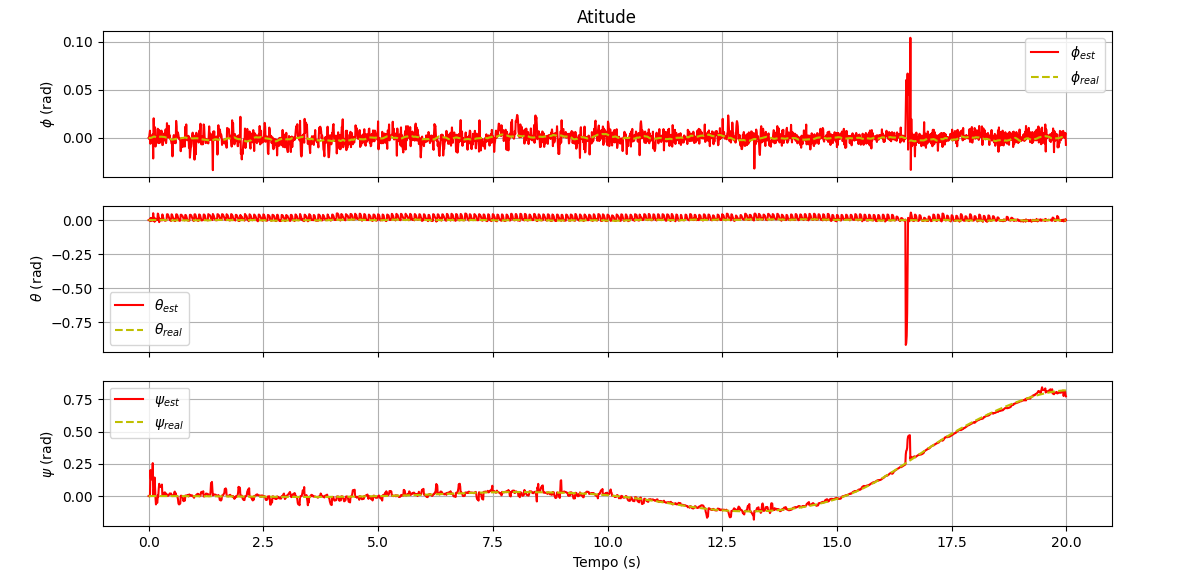 Atitude
0.10
0.05
0.00
ϕ (rad)
ϕest
ϕreal
0.00
−0.25
−0.50
−0.75
θ (rad)
θest
θreal
0.75
0.50
0.25
0.00
ψ (rad)
ψest
ψreal
0.0 2.5 5.0 7.5 10.0 12.5 15.0 17.5 20.0
Tempo (s)